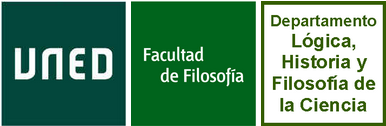 UNED
Facultad
de Filosofía
Departamento
Lógica,
Historia y
Filosofía de
la Ciencia